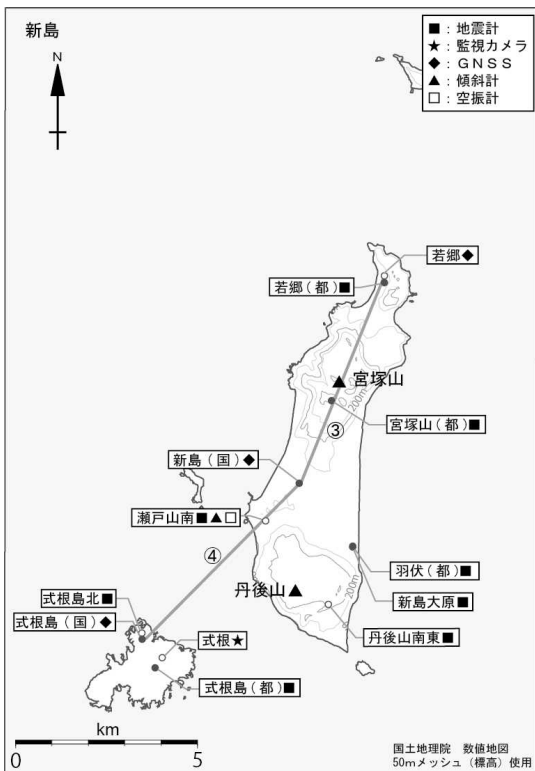 新島
N
■：地震計
★：監視カメラ
◆：ＧＮＳＳ
▲：傾斜計
□：空振計
若郷◆
若郷（都）■
宮塚山
200m
宮塚山（都）■
③
新島（国）◆
瀬戸山南■▲□
④
羽伏（都）■
丹後山
200m
新島大原■
式根島北■
式根島（国）◆
丹後山南東■
式根★
式根島（都）■
km
0 5
国土地理院　数値地図
50mメッシュ（標高）使用